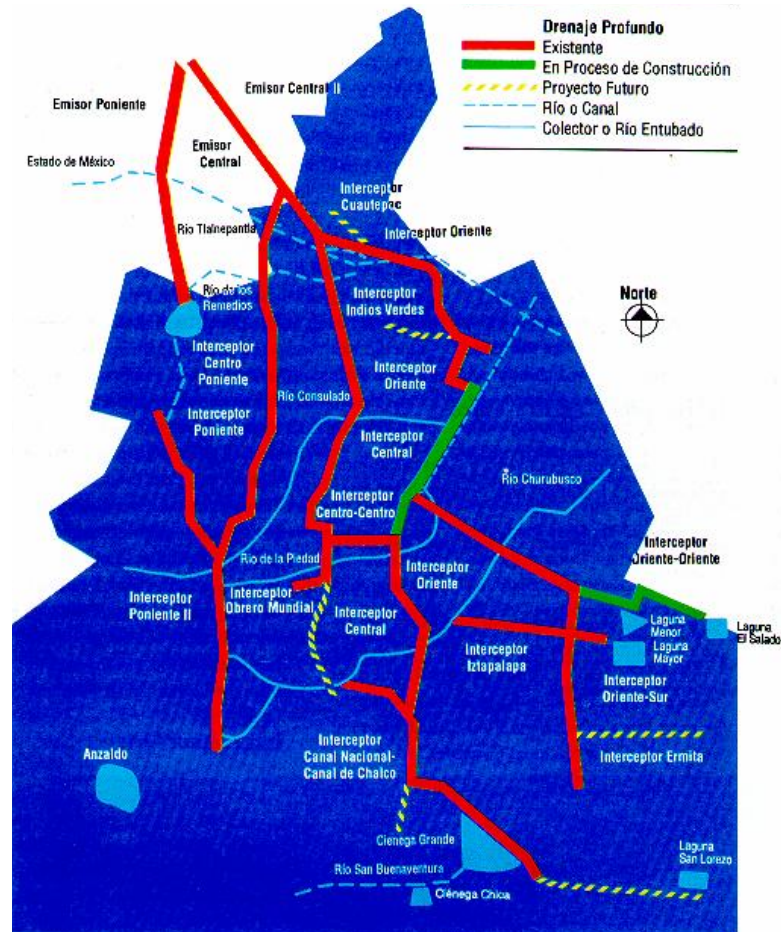 Drenaje Profundo
Existente
En Proceso de Construcción
Proyecto Futuro
Río o Canal
Colector o Río Entubado
Emisor Poniente
Emisor Central II
Emisor
Central
Estado de México
Interceptor
Cuautepec
Río Tlalnepantla
Interceptor Oriente
Río de los
Remedios
Interceptor
Indios Verdes
Norte
Interceptor
Centro
Poniente
Interceptor
Oriente
Río Consulado
Interceptor
Poniente
Interceptor
Central
Río Churubusco
Interceptor
Centro-Centro
Interceptor
Oriente-Oriente
Río de la Piedad
Interceptor
Oriente
Interceptor
Poniente II
Interceptor
Obrero Mundial
Interceptor
Central
Laguna
Menor
Laguna
El Salado
Interceptor
Iztapalapa
Laguna
Mayor
Interceptor
Oriente-Sur
Interceptor
Canal Nacional-
Canal de Chalco
Interceptor Ermita
Anzaldo
Cienega Grande
Laguna
San Lorezo
Río San Buenaventura
Ciénega Chica